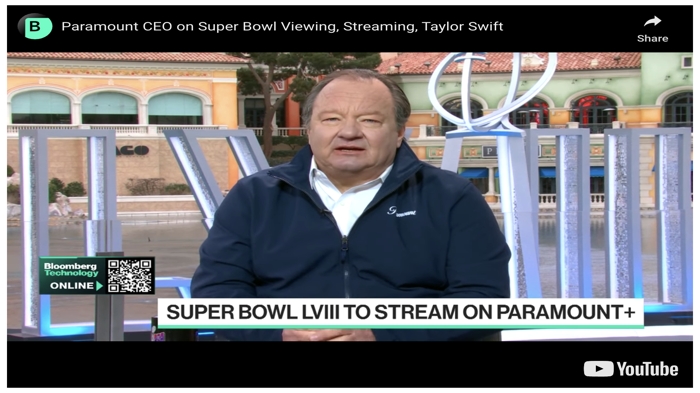 B
Paramount CEO on Super Bowl Viewing, Streaming, Taylor Swift
Share
Bloomberg
Technology
ONLINE
SUPER BOWL LVIII TO STREAM ON PARAMOUNT+
YouTube